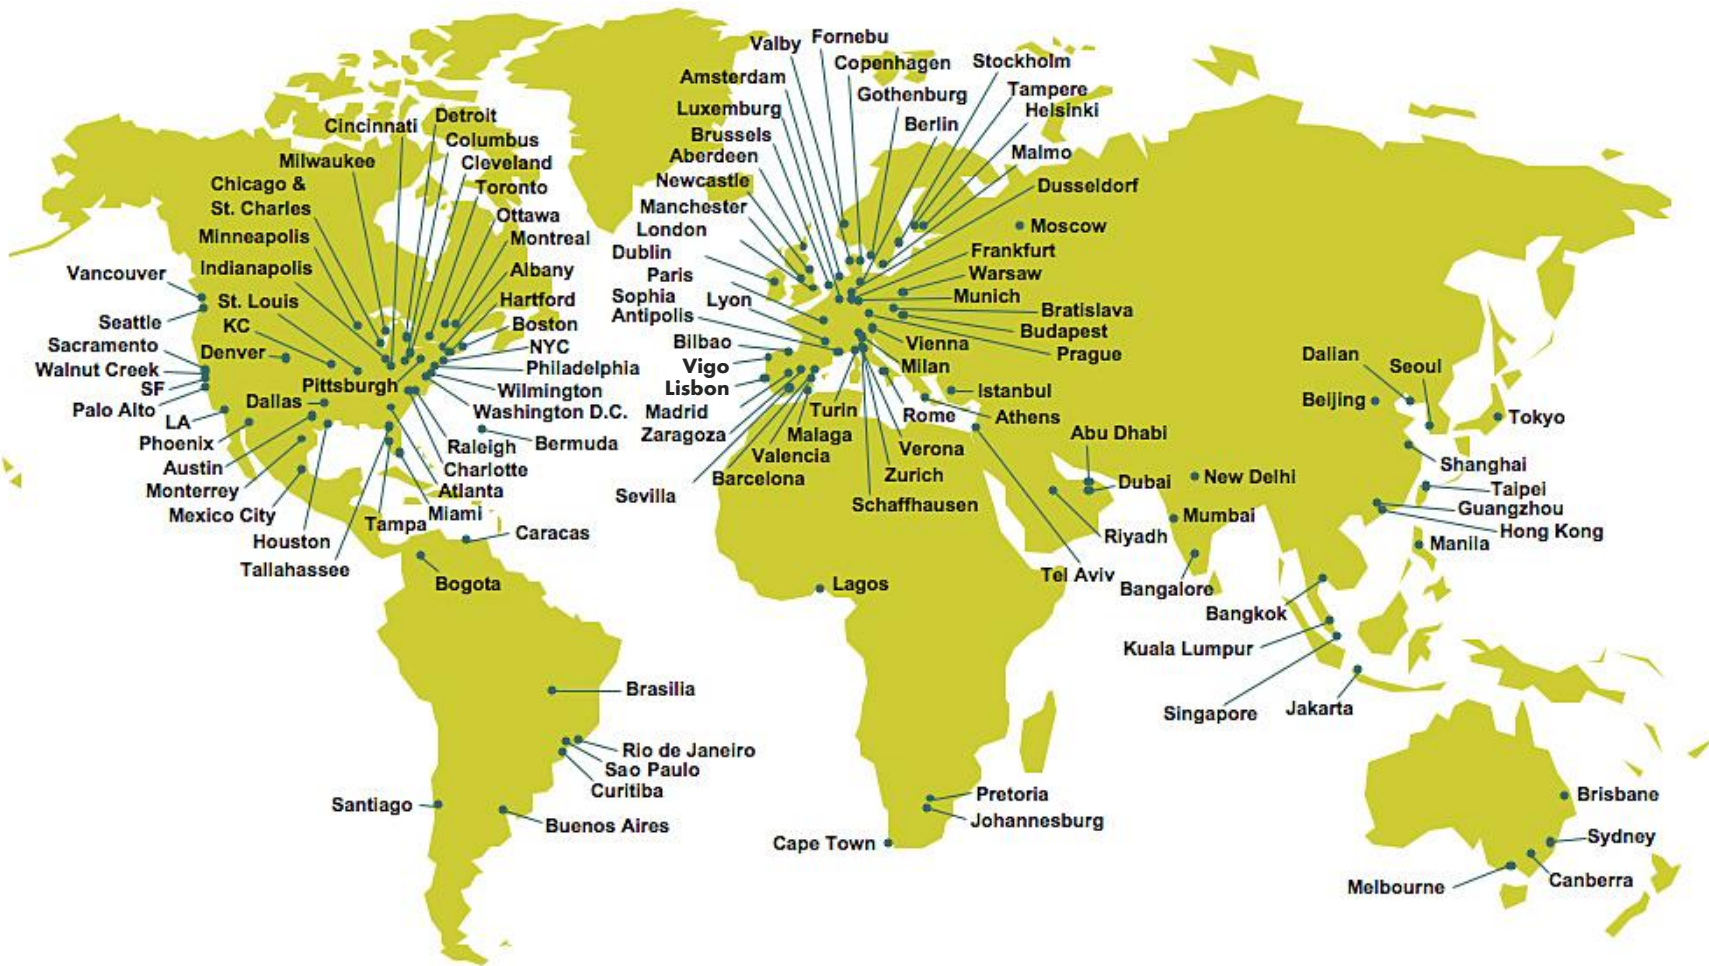 Fornebu
Valby
Copenhagen
Stockholm
Amsterdam
Tampere
Gothenburg
Luxemburg
Helsinki
Detroit
Cincinnati
Berlin
Brussels
Columbus
Malmo
Aberdeen
Milwaukee
Cleveland
Newcastle
Chicago &
St. Charles
Toronto
Dusseldorf
Manchester
Ottawa
Moscow
London
Minneapolis
Montreal
Dublin
Frankfurt
Indianapolis
Albany
Vancouver
Paris
Warsaw
Sophia
Antipolis
Munich
St. Louis
Hartford
Lyon
Bratislava
Seattle
KC
Boston
Budapest
Sacramento
Denver
NYC
Bilbao
Vienna
Prague
Dalian
Walnut Creek
Philadelphia
Vigo
Milan
Seoul
SF
Pittsburgh
Wilmington
Lisbon
Istanbul
Palo Alto
Dallas
Washington D.C.
Madrid
Turin
Rome
Athens
Beijing
Tokyo
LA
Zaragoza
Malaga
Abu Dhabi
Phoenix
Raleigh
Bermuda
Valencia
Verona
Austin
Charlotte
Barcelona
Zurich
Dubai
New Delhi
Shanghai
Monterrey
Atlanta
Sevilla
Schaffhausen
Taipei
Mexico City
Tampa
Miami
Mumbai
Guangzhou
Houston
Caracas
Riyadh
Hong Kong
Tallahassee
Tel Aviv
Manila
Bogota
Lagos
Bangalore
Bangkok
Kuala Lumpur
Brasilia
Singapore
Jakarta
Rio de Janeiro
Sao Paulo
Curitiba
Santiago
Pretoria
Brisbane
Buenos Aires
Johannesburg
Cape Town
Sydney
Melbourne
Canberra